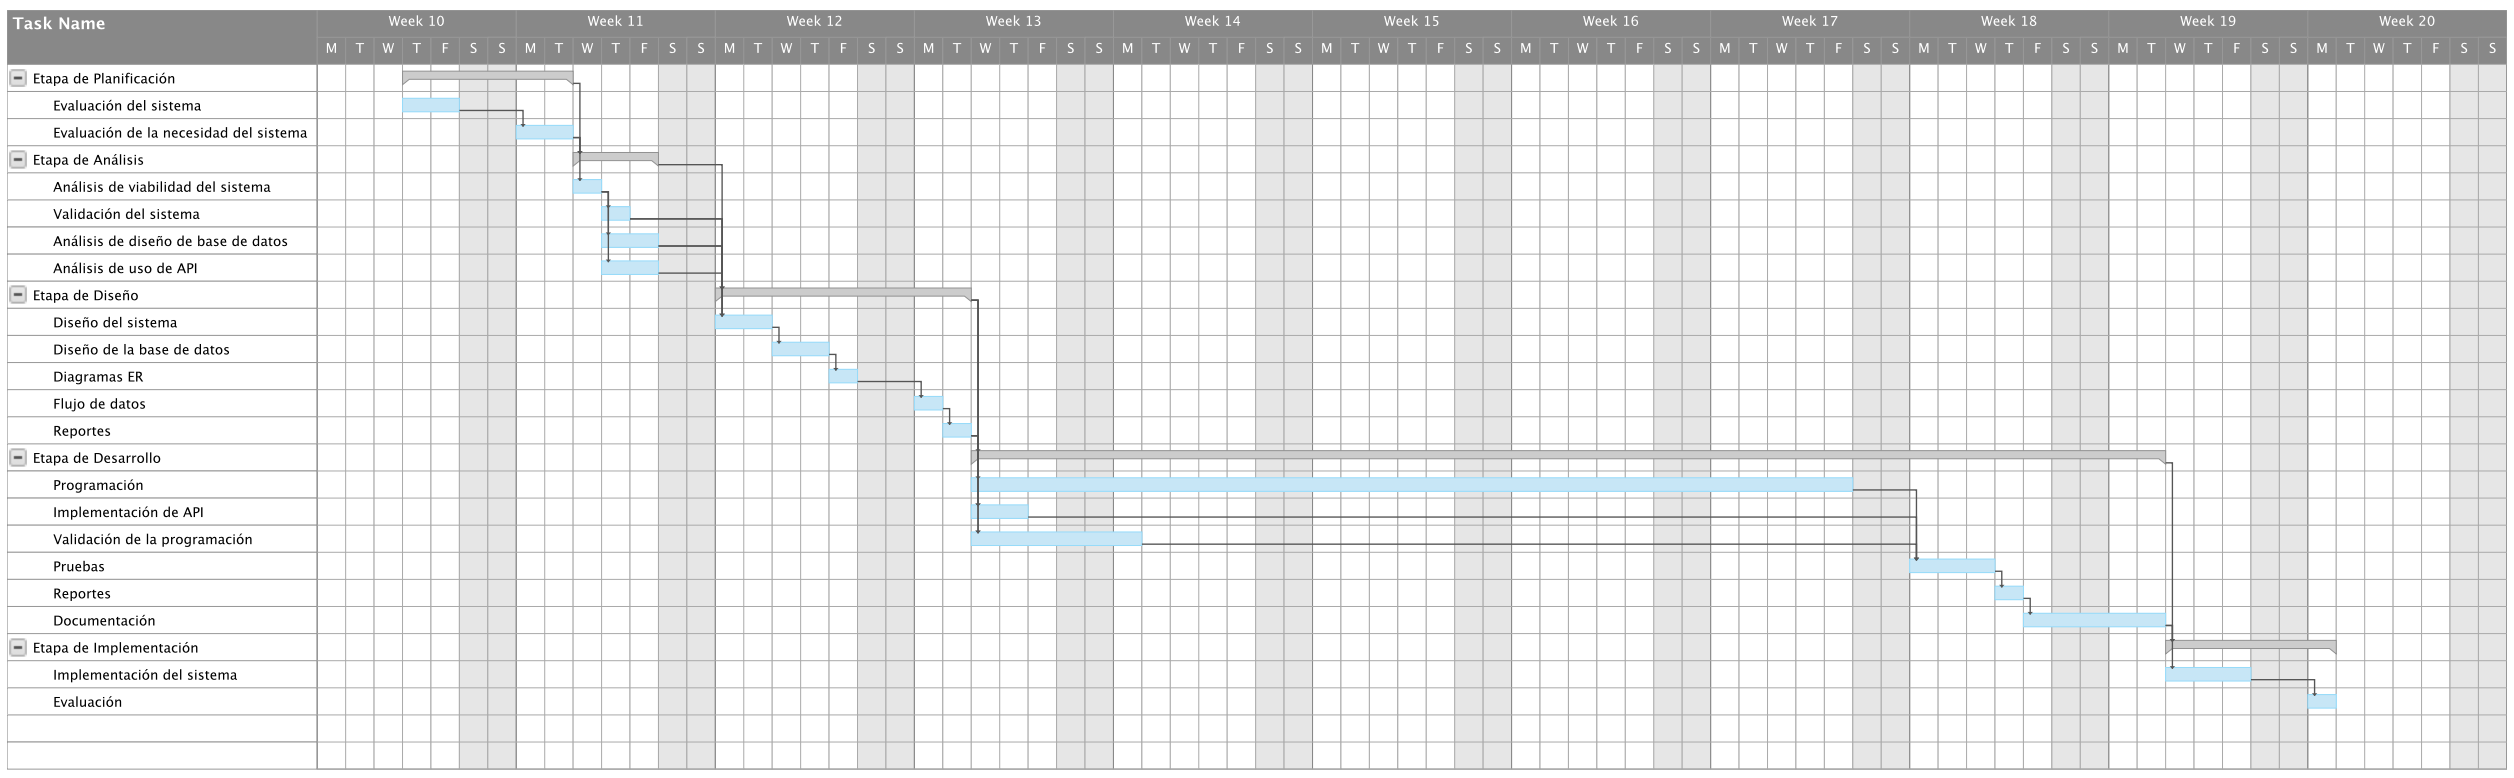 Task Name Week 10 Week 11 Week 12 Week 13 Week 14 Week 15 Week 16 Week 17 Week 18 Week 19 Week 20
M T W T F S S M T W T F S S M T W T F S S M T W T F S S M T W T F S S M T W T F S S M T W T F S S M T W T F S S M T W T F S S M T W T F S S M T W T F S S
Etapa de Planificación
Evaluación del sistema
Evaluación de la necesidad del sistema
Etapa de Análisis
Análisis de viabilidad del sistema
Validación del sistema
Análisis de diseño de base de datos
Análisis de uso de API
Etapa de Diseño
Diseño del sistema
Diseño de la base de datos
Diagramas ER
Flujo de datos
Reportes
Etapa de Desarrollo
Programación
Implementación de API
Validación de la programación
Pruebas
Reportes
Documentación
Etapa de Implementación
Implementación del sistema
Evaluación